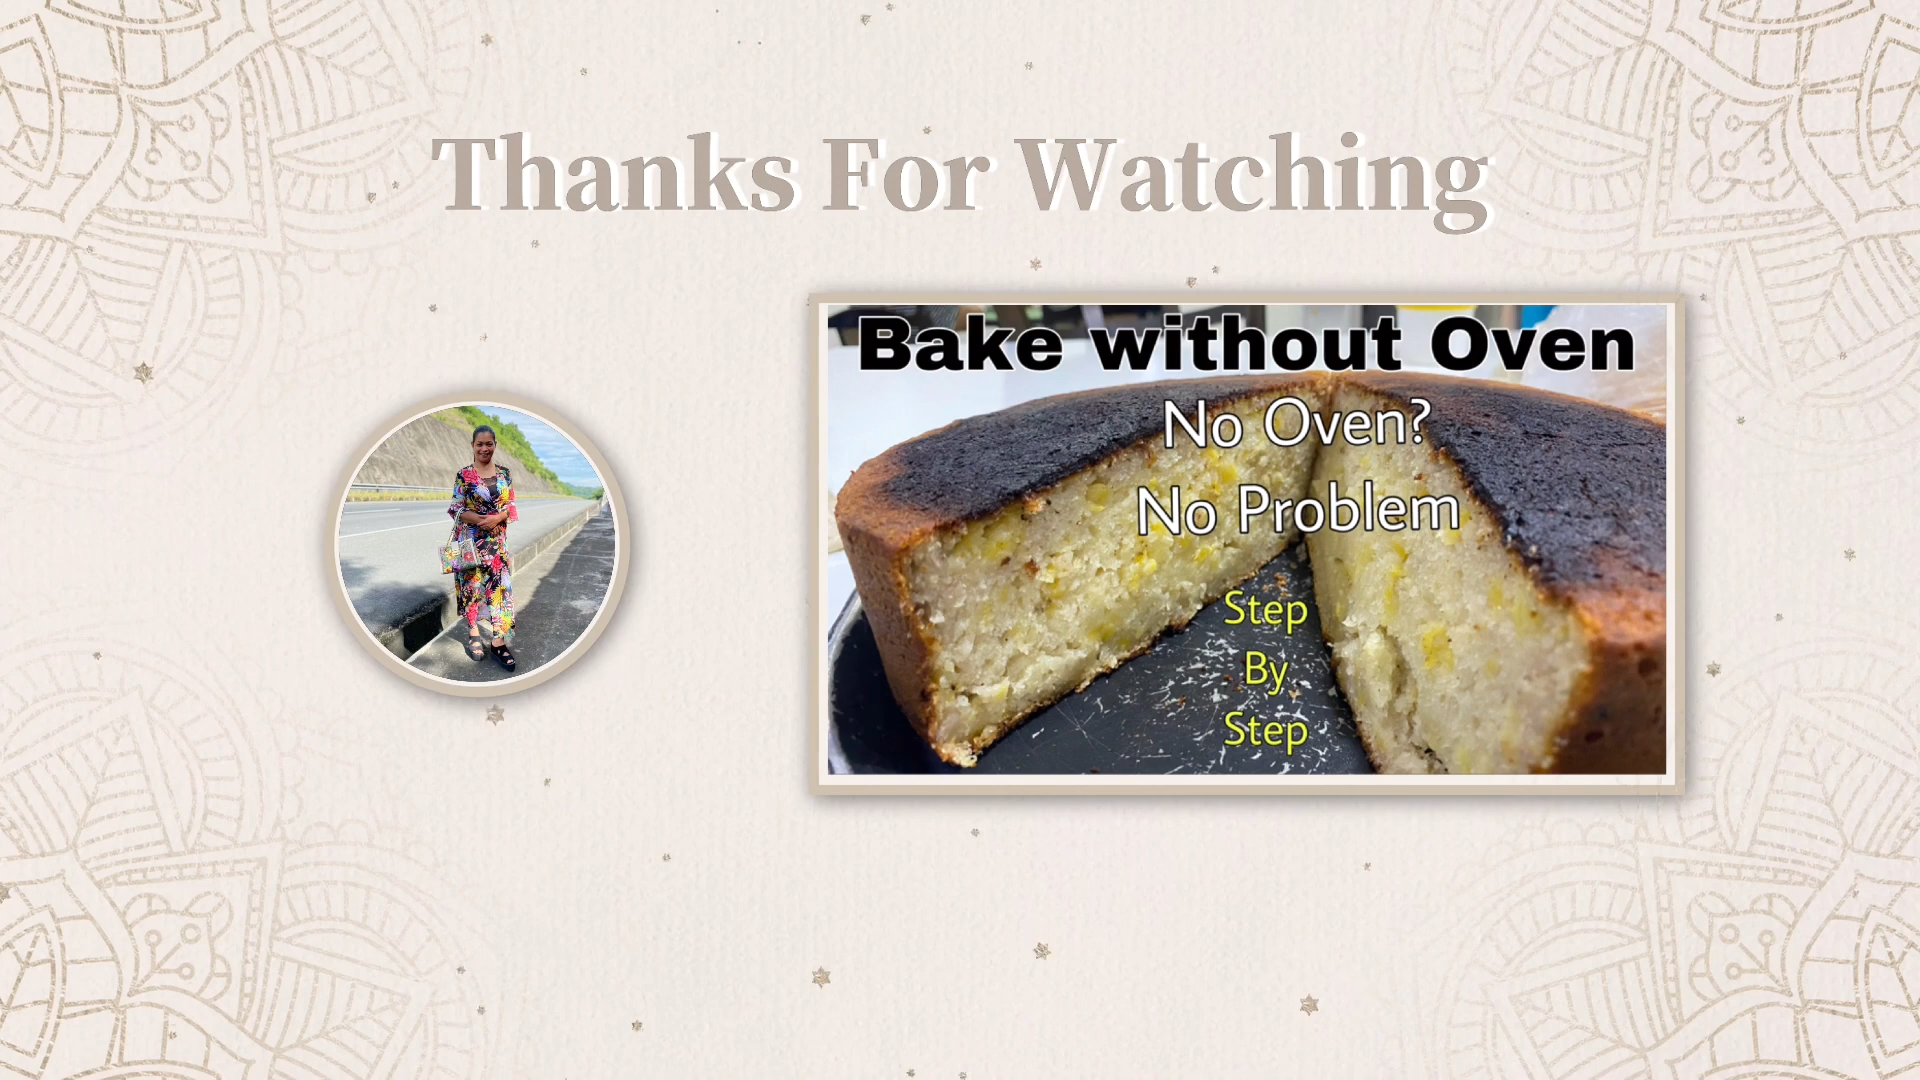 Thanks For Watching
Bake without Oven
No Oven?
No Problem
Step
By
Step